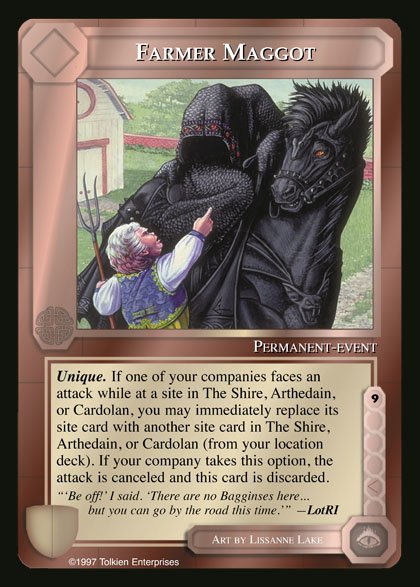 Farmer Maggot
Permanent-event
Unique. If one of your companies faces an
attack while at a site in The Shire, Arthedain,
or Cardolan, you may immediately replace its
site card with another site card in The Shire,
Arthedain, or Cardolan (from your location
deck). If your company takes this option, the
attack is canceled and this card is discarded.
“‘Be off!’ I said. ‘There are no Bagginses here...
but you can go by the road this time.’” —LotRI
9
Art by Lissanne Lake
©1997 Tolkien Enterprises